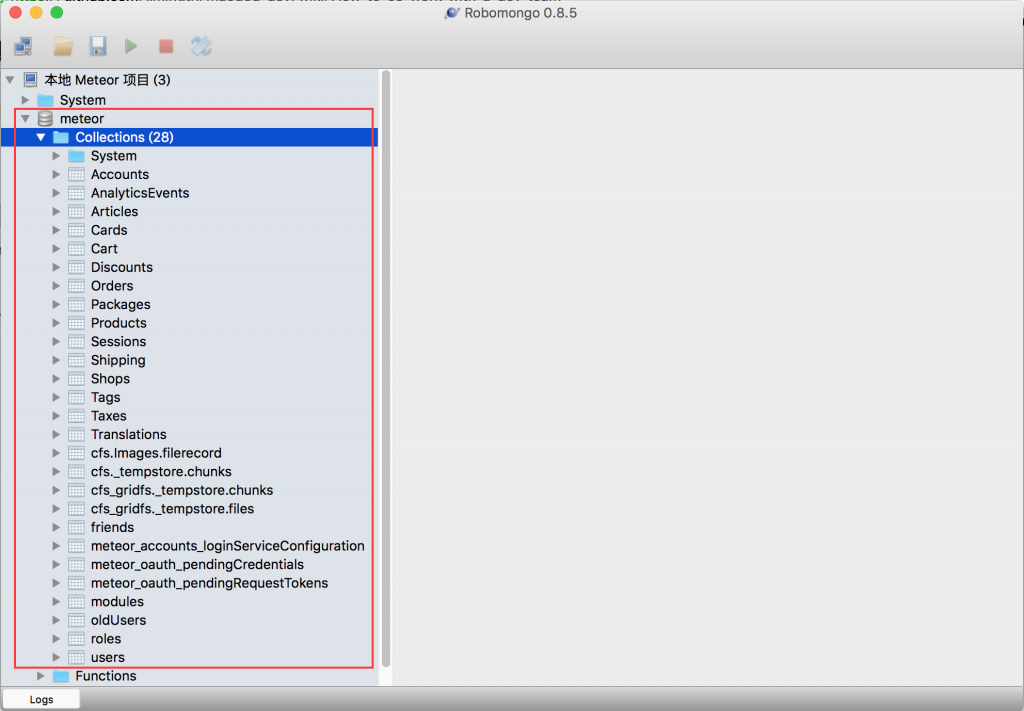 Robomongo 0.8.5
本地 Meteor 项目 (3)
System
meteor
Collections (28)
System
Accounts
AnalyticsEvents
Articles
Cards
Cart
Discounts
Orders
Packages
Products
Sessions
Shipping
Shops
Tags
Taxes
Translations
cfs.Images.filerecord
cfs._tempstore.chunks
cfs_gridfs._tempstore.chunks
cfs_gridfs._tempstore.files
friends
meteor_accounts_loginServiceConfiguration
meteor_oauth_pendingCredentials
meteor_oauth_pendingRequestTokens
modules
oldUsers
roles
users
Functions
Logs